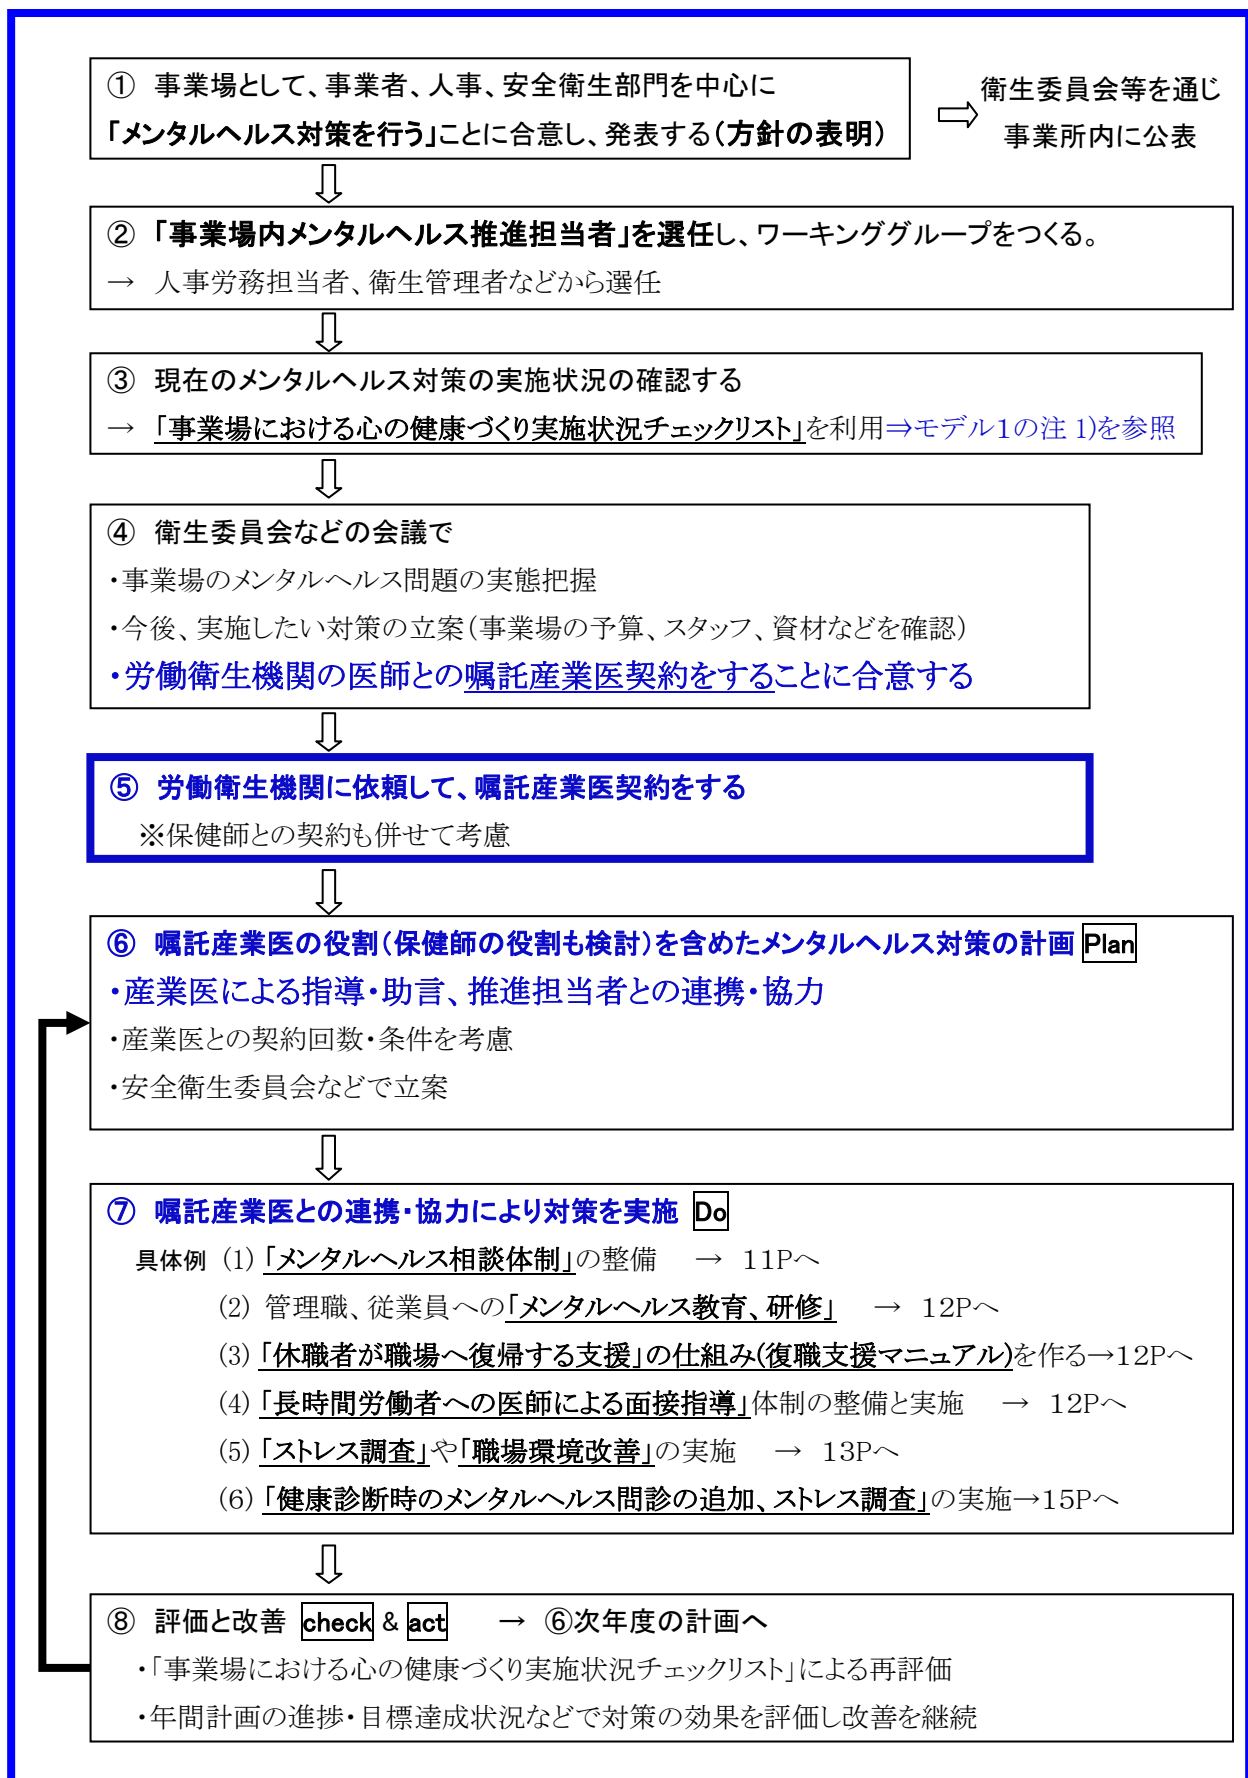 ① 事業場として、事業者、人事、安全衛生部門を中心に
「メンタルヘルス対策を行う」ことに合意し、発表する(方針の表明)
衛生委員会等を通じ
事業所内に公表
② 「事業場内メンタルヘルス推進担当者」を選任し、ワーキンググループをつくる。
→ 人事労務担当者、衛生管理者などから選任
③ 現在のメンタルヘルス対策の実施状況の確認する
→ 「事業場における心の健康づくり実施状況チェックリスト」を利用⇒モデル1の注 1)を参照
④ 衛生委員会などの会議で
・事業場のメンタルヘルス問題の実態把握
・今後、実施したい対策の立案(事業場の予算、スタッフ、資材などを確認)
・労働衛生機関の医師との嘱託産業医契約をすることに合意する
⑤ 労働衛生機関に依頼して、嘱託産業医契約をする
※保健師との契約も併せて考慮
⑥ 嘱託産業医の役割(保健師の役割も検討)を含めたメンタルヘルス対策の計画 Plan
・産業医による指導・助言、推進担当者との連携・協力
・産業医との契約回数・条件を考慮
・安全衛生委員会などで立案
⑦ 嘱託産業医との連携・協力により対策を実施 Do
具体例 (1)「メンタルヘルス相談体制」の整備 → 11Pへ
(2) 管理職、従業員への「メンタルヘルス教育、研修」 → 12Pへ
(3)「休職者が職場へ復帰する支援」の仕組み(復職支援マニュアル)を作る→12Pへ
(4)「長時間労働者への医師による面接指導」体制の整備と実施 → 12Pへ
(5)「ストレス調査」や「職場環境改善」の実施 → 13Pへ
(6)「健康診断時のメンタルヘルス問診の追加、ストレス調査」の実施→15Pへ
⑧ 評価と改善 check & act → ⑥次年度の計画へ
・「事業場における心の健康づくり実施状況チェックリスト」による再評価
・年間計画の進捗・目標達成状況などで対策の効果を評価し改善を継続